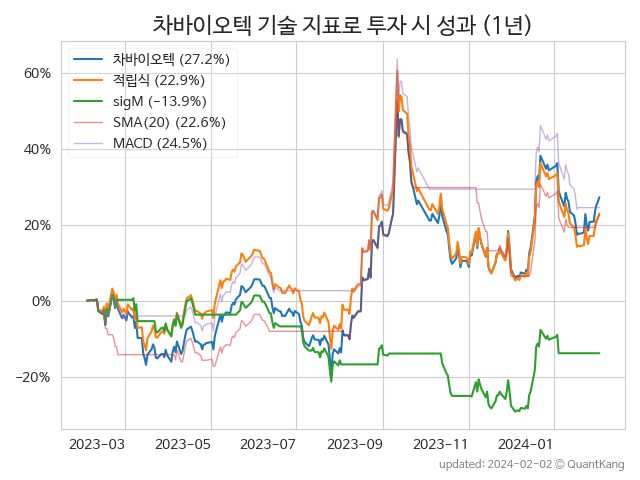 차바이오텍 기술 지표로 투자 시 성과 (1년)
차바이오텍 (27.2%)
적립식 (22.9%)
sigM (−13.9%)
SMA(20) (22.6%)
MACD (24.5%)
60%
40%
20%
0%
−20%
2023-03 2023-05 2023-07 2023-09 2023-11 2024-01
updated: 2024-02-02 © QuantKang